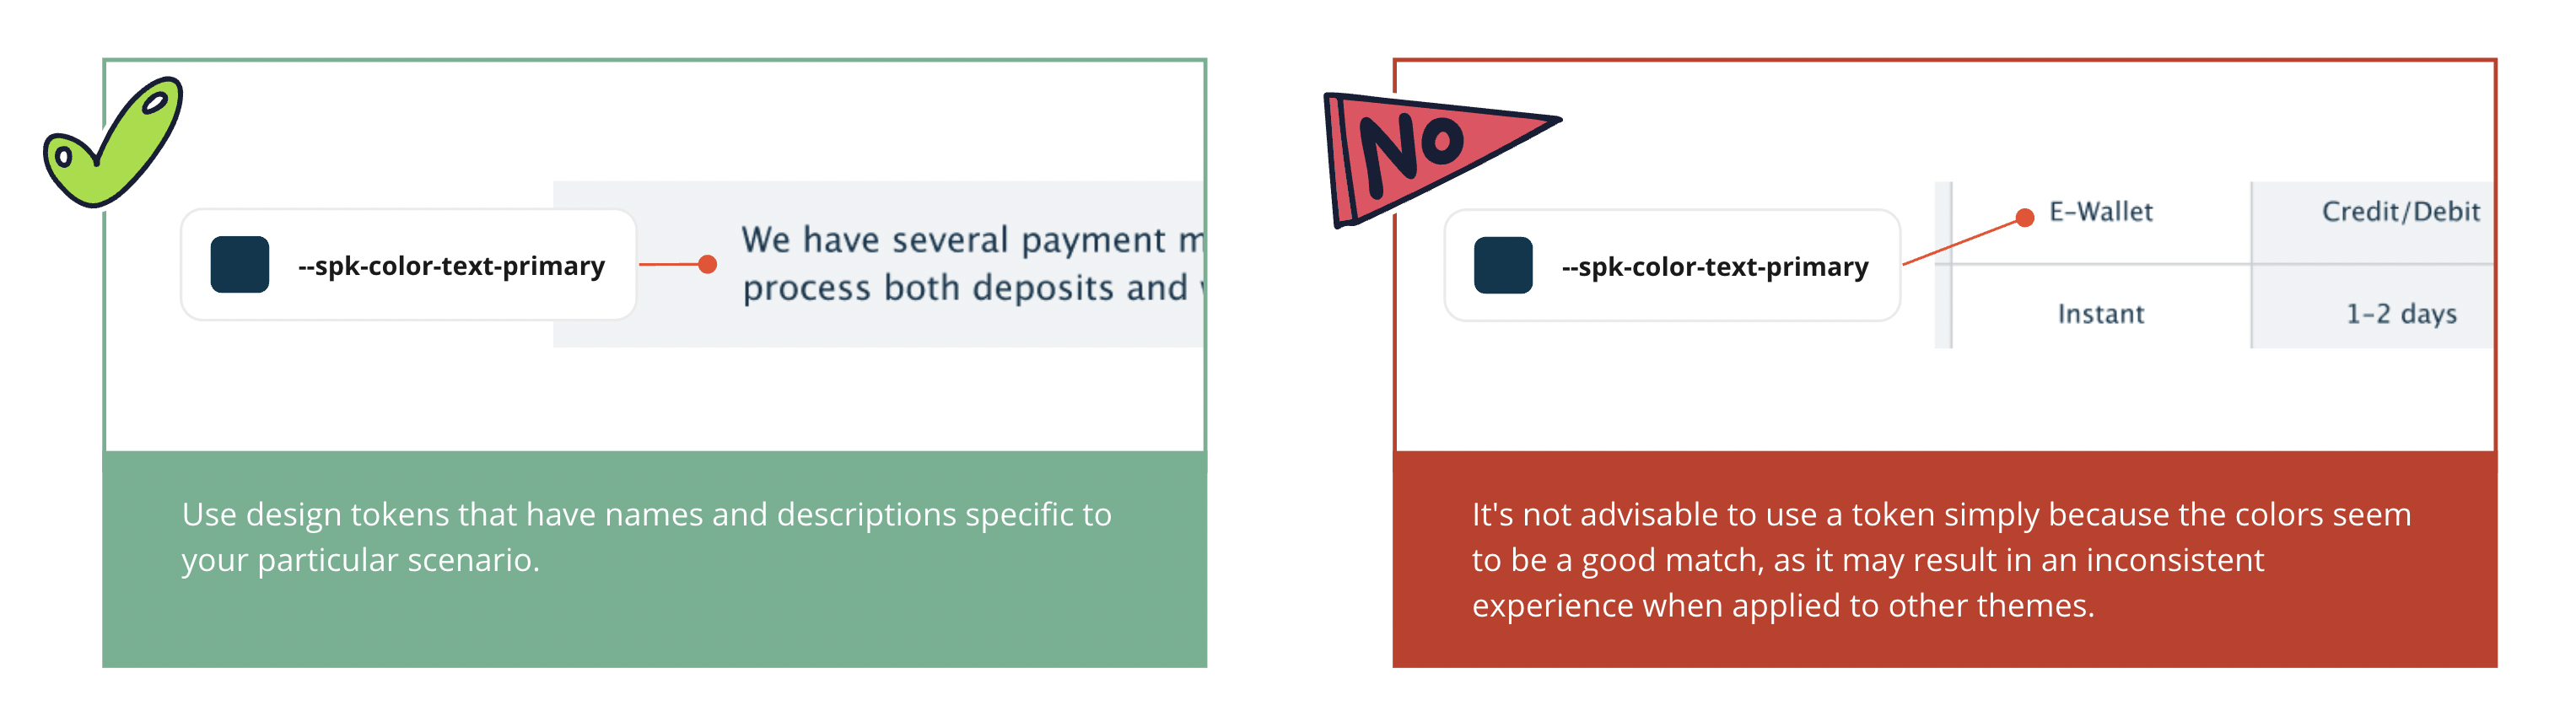 --spk-color-text-primary
We have several payment
process both deposits and
Use design tokens that have names and descriptions specific to
your particular scenario.
NO
--spk-color-text-primary
E-Wallet
Credit/Debit
Instant
1-2 days
It's not advisable to use a token simply because the colors seem
to be a good match, as it may result in an inconsistent
experience when applied to other themes.